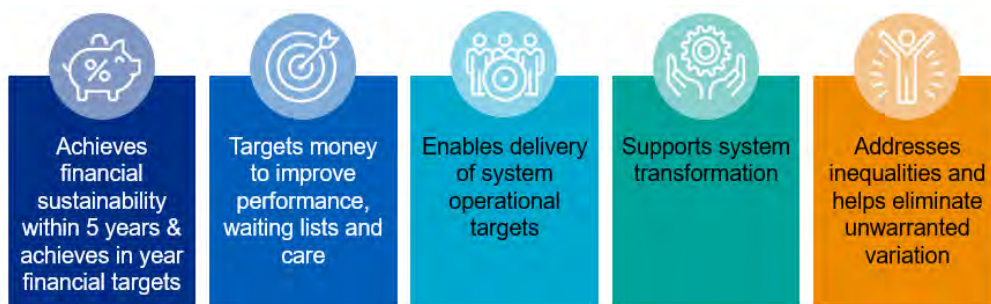 %
Achieves
financial
sustainability
within 5 years &
achieves in year
financial targets
Targets money
to improve
performance,
waiting lists and
care
Enables delivery
of system
operational
targets
Supports system
transformation
Addresses
inequalities and
helps eliminate
unwarranted
variation